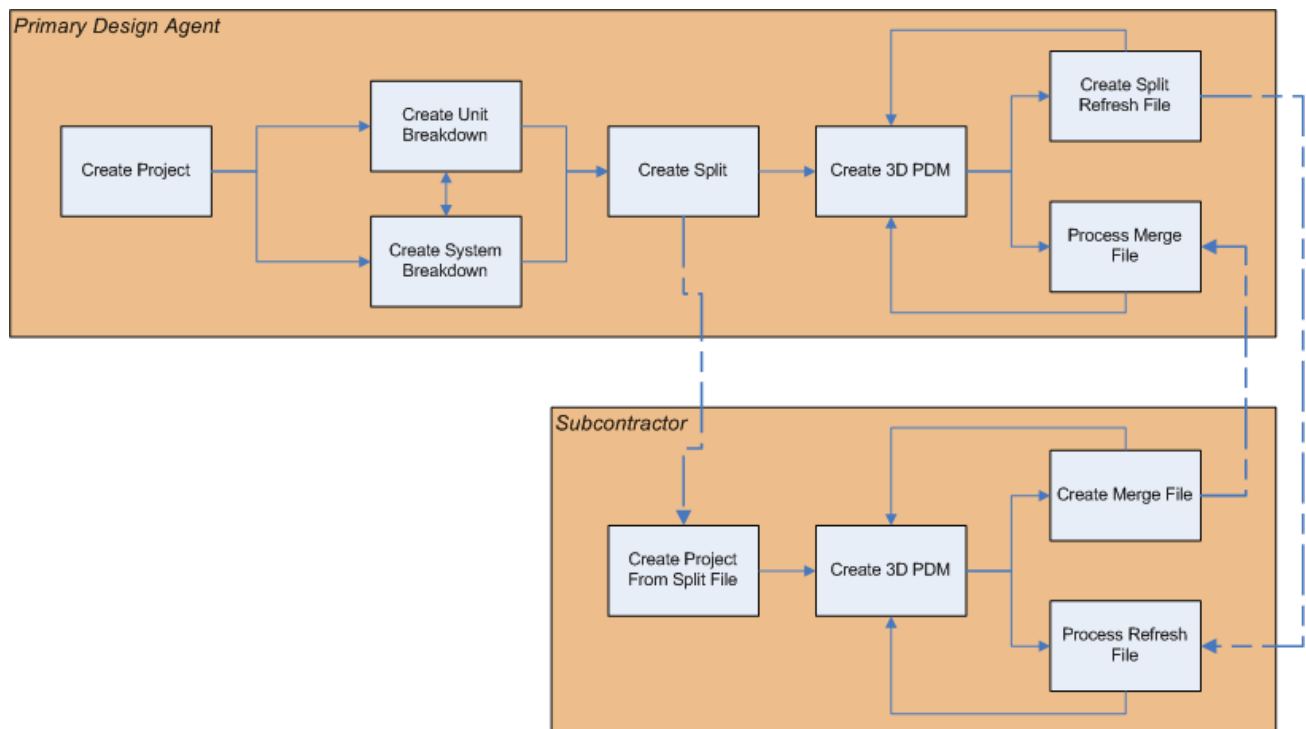 Primary Design Agent
Create Project
Create Unit
Breakdown
Create System
Breakdown
Create Split
Create 3D PDM
Create Split
Refresh File
Process Merge
File
Subcontractor
Create Project
From Split File
Create 3D PDM
Create Merge File
Process Refresh
File